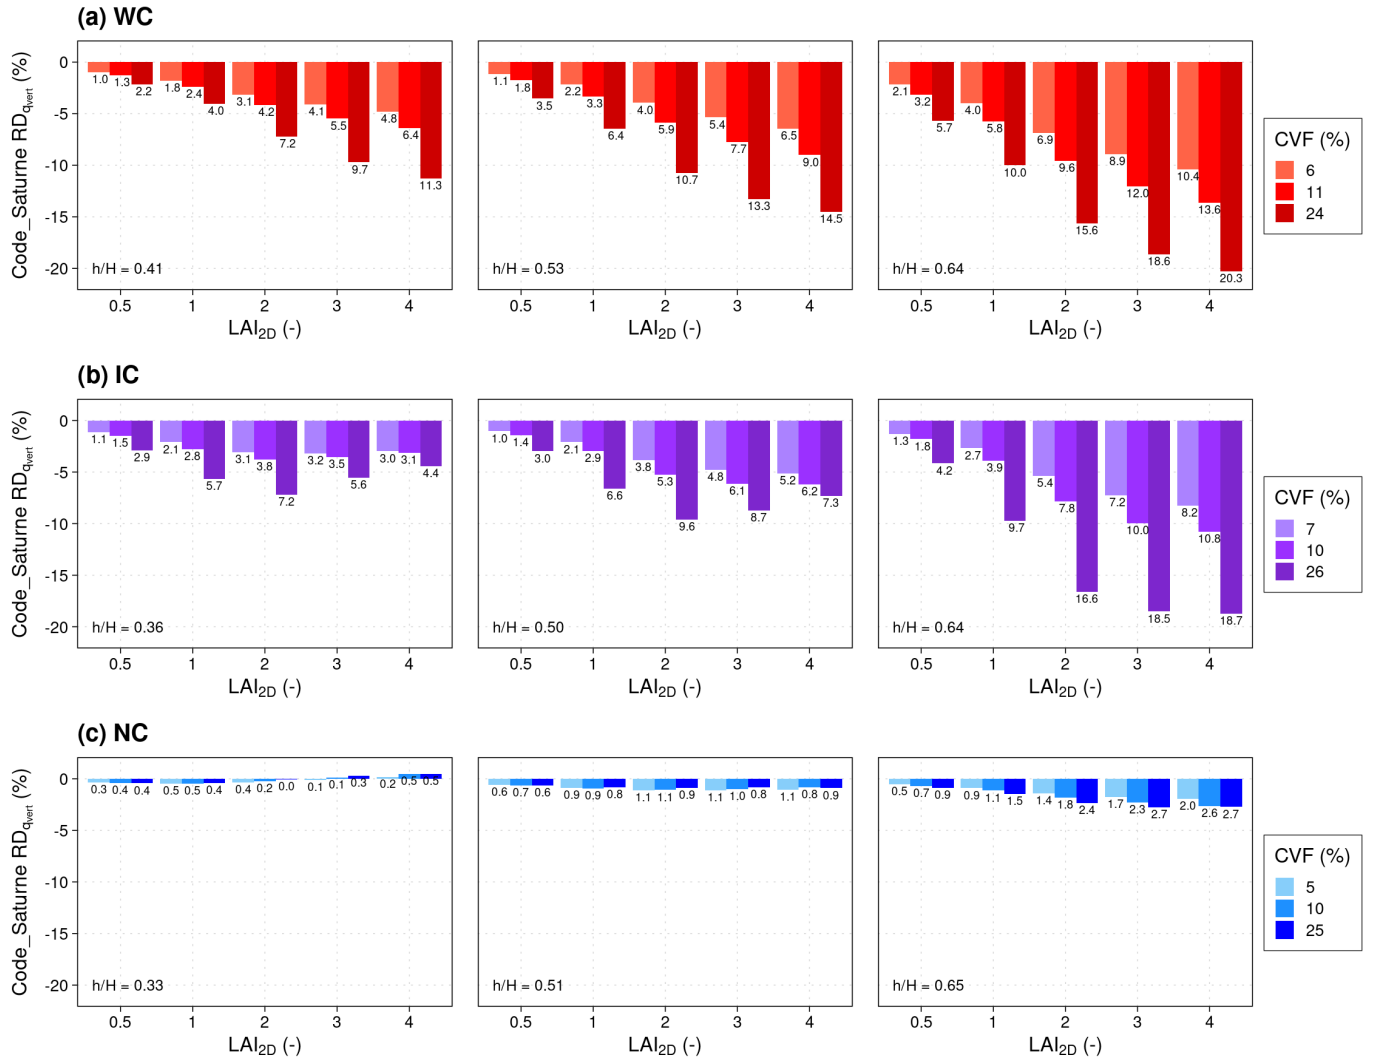 (a) WC
Code_Saturne RDqvert (%)
0
-5
-10
-15
-20
1.0 1.3 2.2 1.8 2.4 4.0 3.1 4.2 7.2 4.1 5.5 9.7 4.8 6.4 11.3
h/H = 0.41
0.5 1 2 3 4
LAI2D (-)
1.1 1.8 3.5 2.2 3.3 6.4 4.0 5.9 10.7 5.4 7.7 13.3 6.5 9.0 14.5
h/H = 0.53
0.5 1 2 3 4
LAI2D (-)
2.1 3.2 5.7 4.0 5.8 10.0 6.9 9.6 15.6 8.9 12.0 18.6 10.4 13.6 20.3
h/H = 0.64
0.5 1 2 3 4
LAI2D (-)
CVF (%)
6
11
24
(b) IC
Code_Saturne RDqvert (%)
0
-5
-10
-15
-20
1.1 1.5 2.9 2.1 2.8 5.7 3.1 3.8 7.2 3.2 3.5 5.6 3.0 3.1 4.4
h/H = 0.36
0.5 1 2 3 4
LAI2D (-)
1.0 1.4 3.0 2.1 2.9 6.6 3.8 5.3 9.6 4.8 6.1 8.7 5.2 6.2 7.3
h/H = 0.50
0.5 1 2 3 4
LAI2D (-)
1.3 1.8 4.2 2.7 3.9 9.7 5.4 7.8 16.6 7.2 10.0 18.5 8.2 10.8 18.7
h/H = 0.64
0.5 1 2 3 4
LAI2D (-)
CVF (%)
7
10
26
(c) NC
Code_Saturne RDqvert (%)
0
-5
-10
-15
-20
0.3 0.4 0.4 0.5 0.5 0.4 0.4 0.2 0.0 0.1 0.1 0.3 0.2 0.5 0.5
h/H = 0.33
0.5 1 2 3 4
LAI2D (-)
0.6 0.7 0.6 0.9 0.9 0.8 1.1 1.1 0.9 1.1 1.0 0.8 1.1 0.8 0.9
h/H = 0.51
0.5 1 2 3 4
LAI2D (-)
0.5 0.7 0.9 0.9 1.1 1.5 1.4 1.8 2.4 1.7 2.3 2.7 2.0 2.6 2.7
h/H = 0.65
0.5 1 2 3 4
LAI2D (-)
CVF (%)
5
10
25